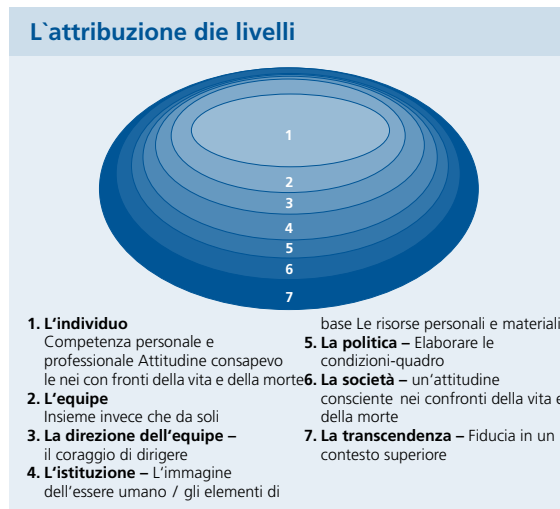 L`attribuzione die livelli
1
2
3
4
5
6
7
1. L‘individuo
Competenza personale e
professionale Attitudine consapevo
le nei con fronti della vita e della morte
2. L‘equipe
Insieme invece che da soli
3. La direzione dell‘equipe –
il coraggio di dirigere
4. L‘istituzione – L‘immagine
dell‘essere umano / gli elementi di
base Le risorse personali e materiali
5. La politica – Elaborare le
condizioni-quadro
6. La società – un‘attitudine
consciente nei confronti della vita e
della morte
7. La transcendenza – Fiducia in un
contesto superiore